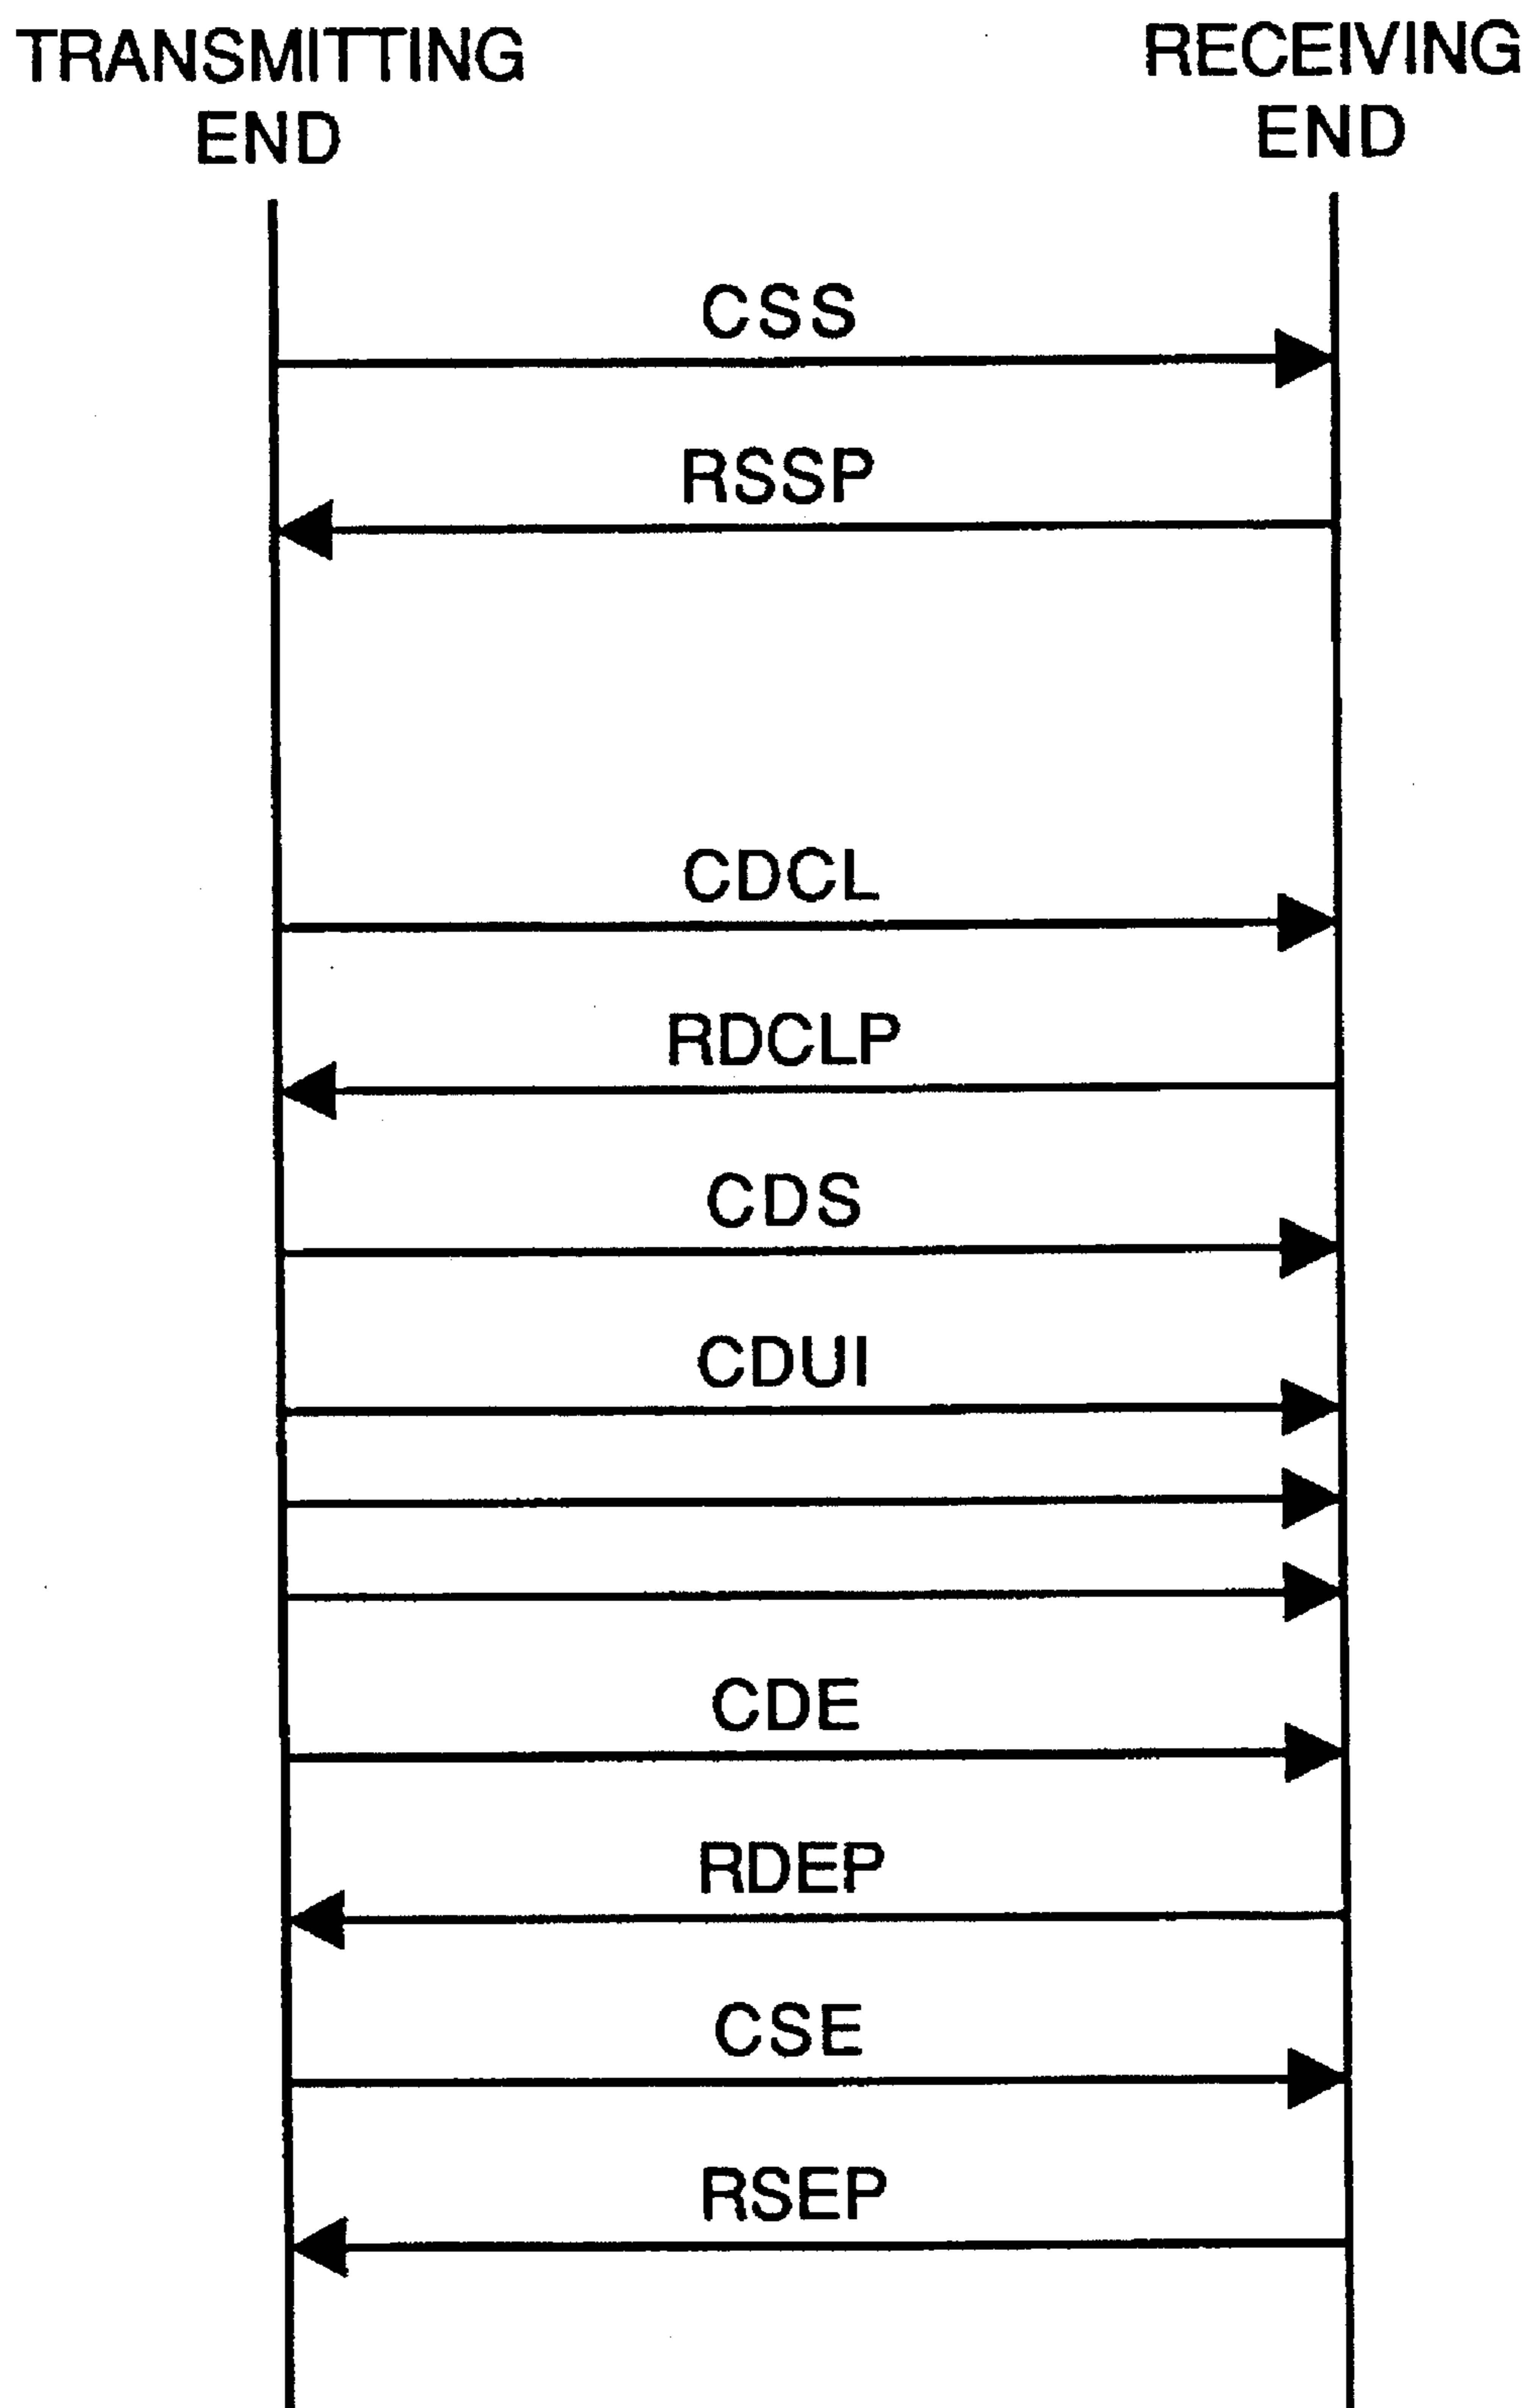 TRANSMITTING
END
RECEIVING
END
CSS
RSSP
CDCL
RDCLP
CDS
CDUI
CDE
RDEP
CSE
RSEP